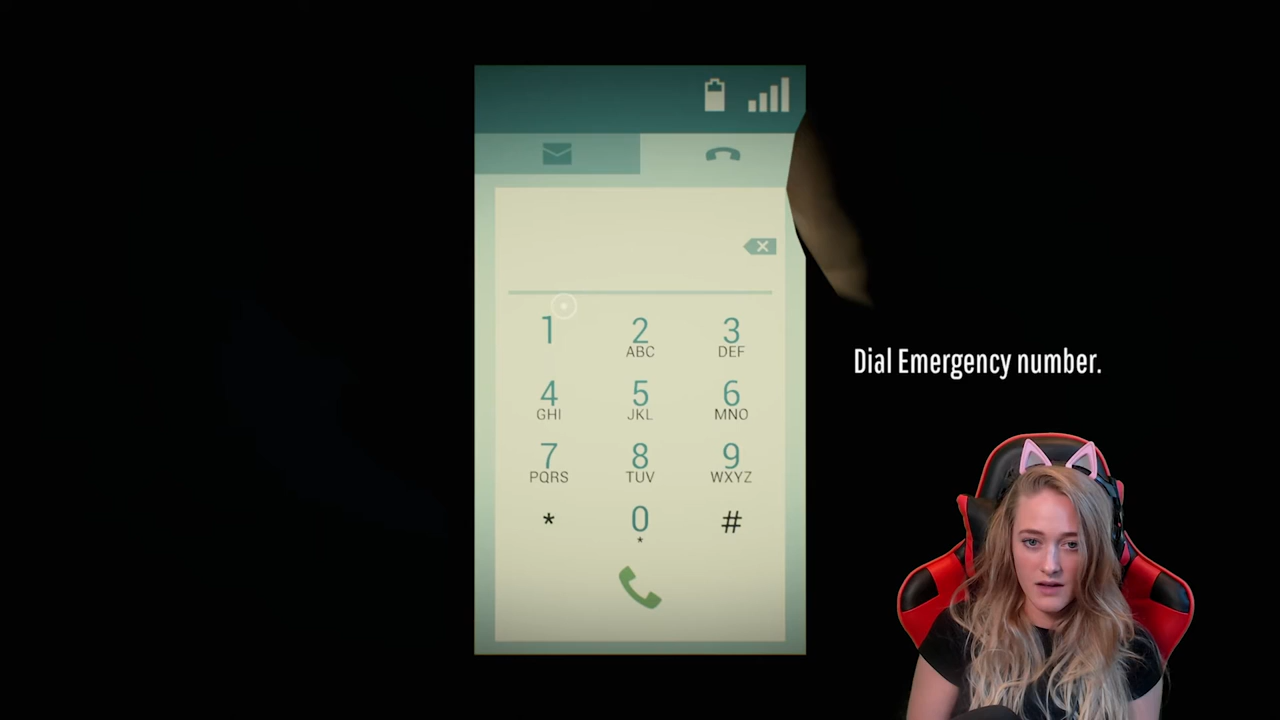 1 2 3
ABC DEF
4 5 6
GHI JKL MNO
7 8 9
PQRS TUV WXYZ
* 0 #
*
Dial Emergency number.